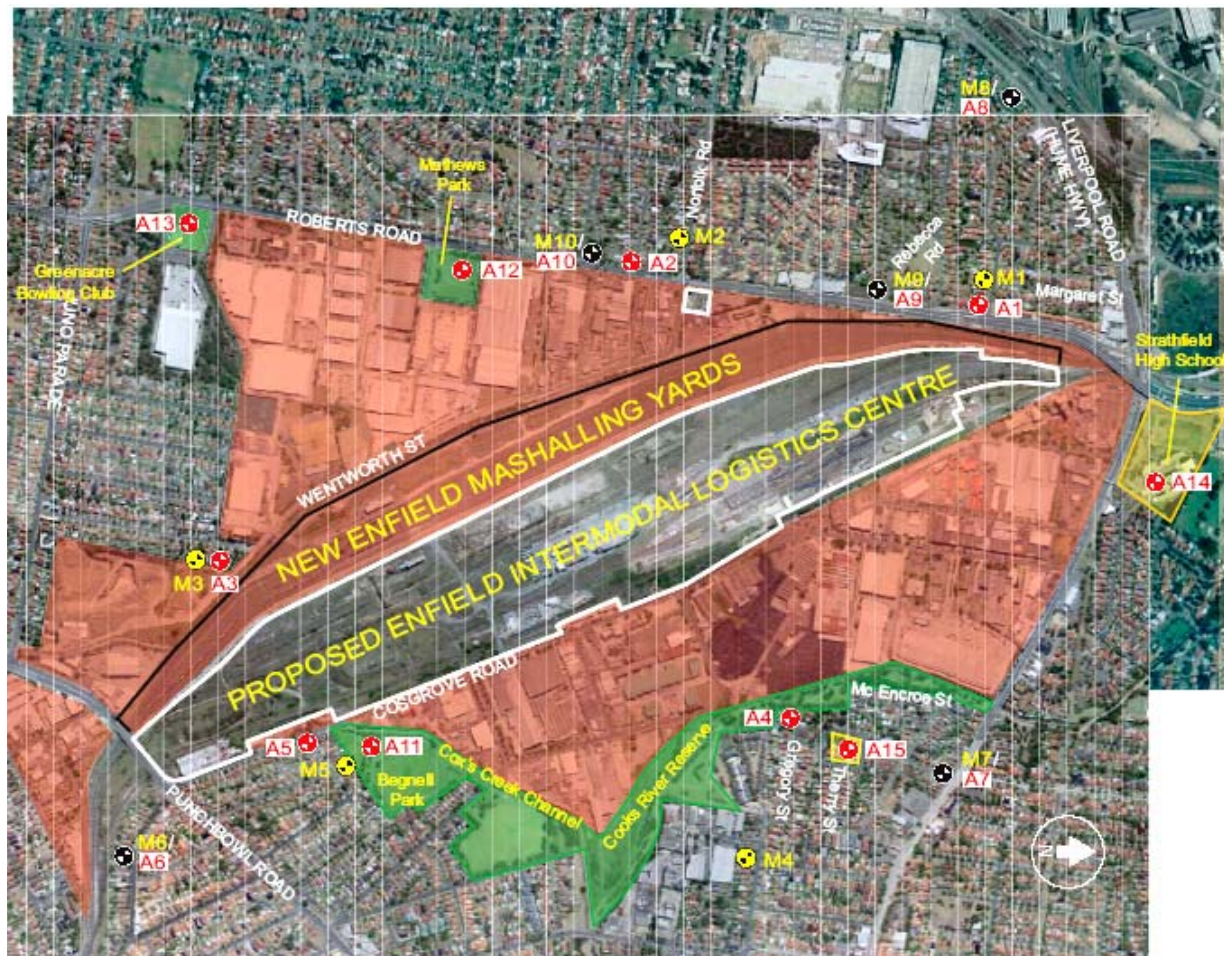 M8/
A8
LIVERPOOL ROAD
(HUME HWY)
Mathews
Park
Norfolk Rd
A13
ROBERTS ROAD
M10/
A10
A2
M2
Rebecca
Rd
Greenacre
Bowling Club
A12
M9/
A9
M1
A1
Margaret St
JUNO PARADE
Strathfield
High School
WENTWORTH ST
NEW ENFIELD MASHALLING YARDS
PROPOSED ENFIELD INTERMODAL LOGISTICS CENTRE
A14
M3
A3
COSGROVE ROAD
Mc Encroe St
A5
A11
M5
Begnell
Park
Cox's Creek Channel
Cooks River Reserve
A4
Gregory St
A15
Thierry St
M7/
A7
PUNCHBOWL ROAD
M6/
A6
M4
N